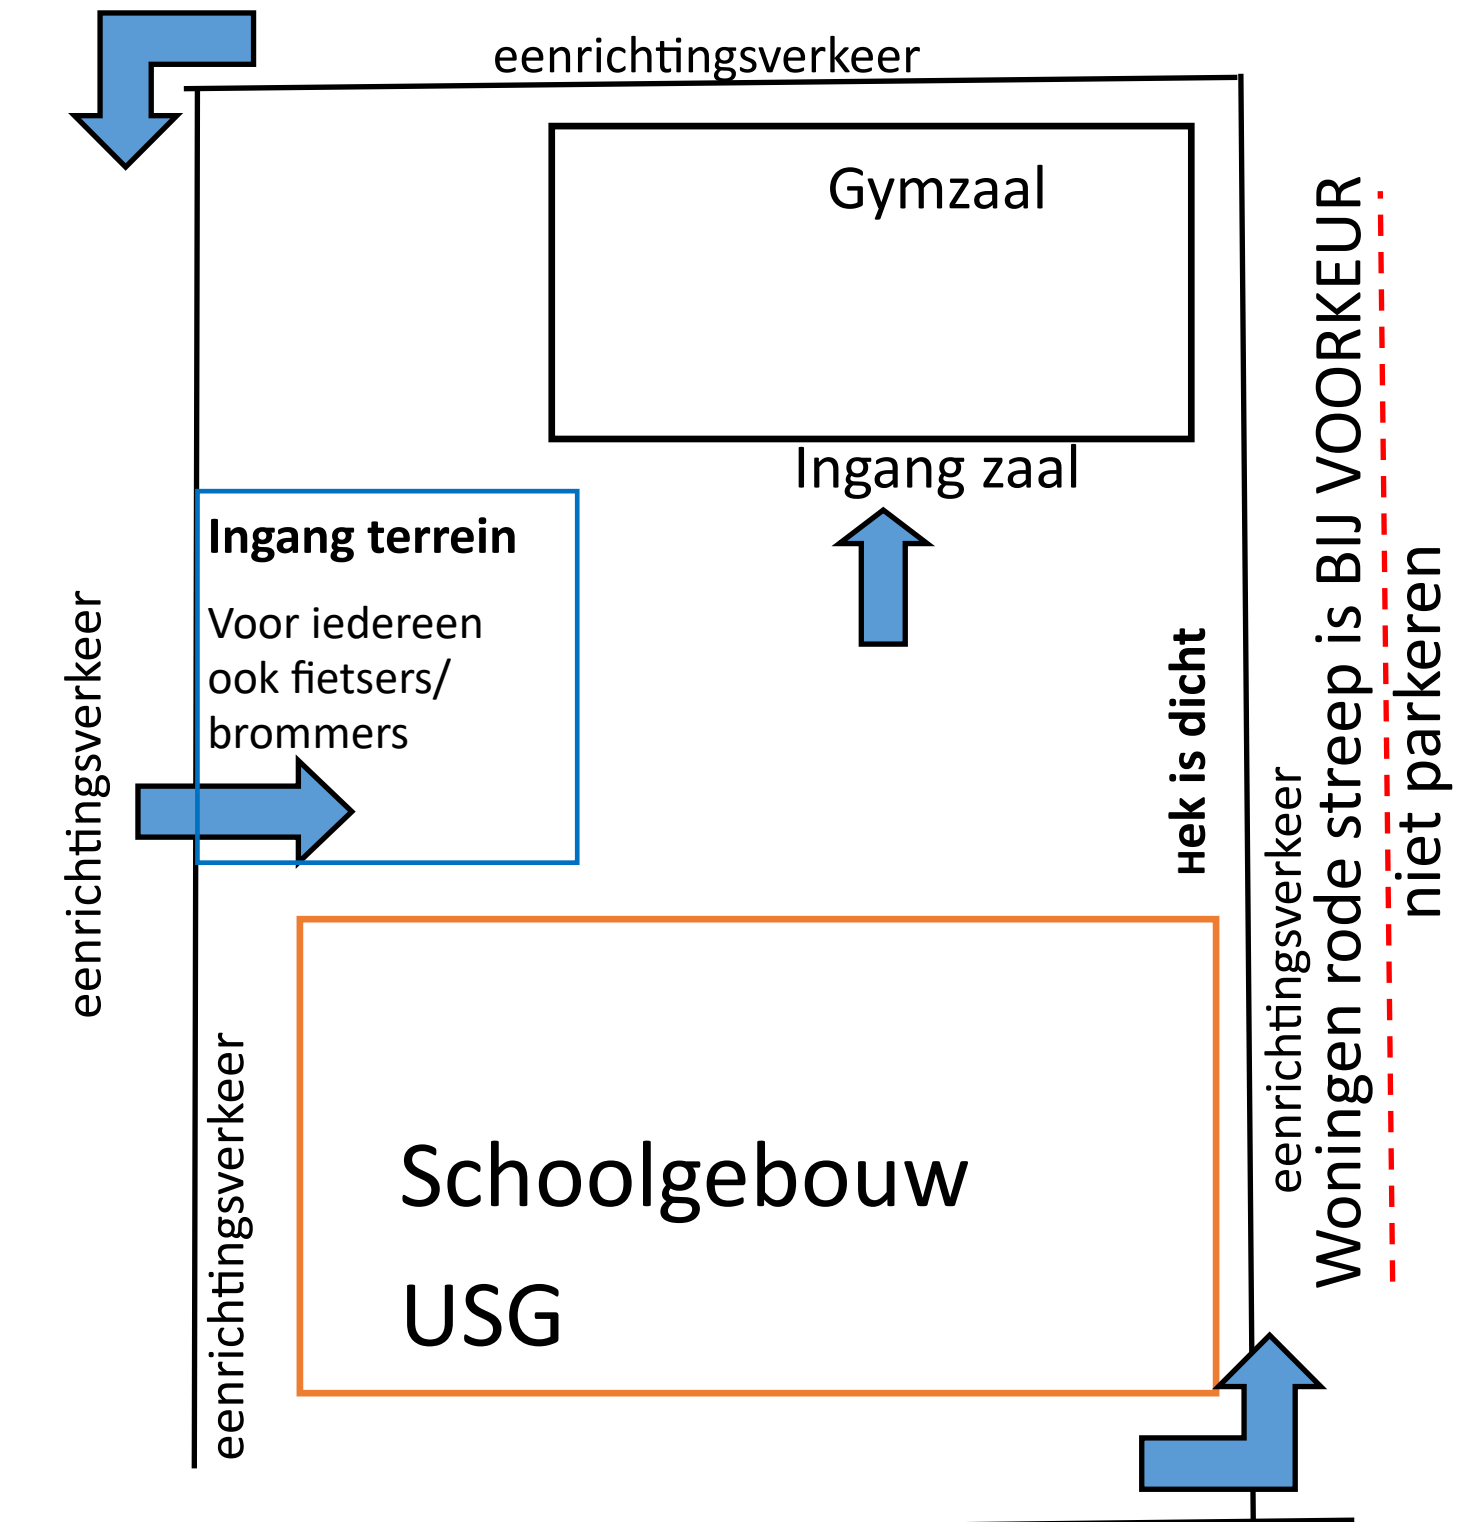 eenrichtingsverkeer
Gymzaal
Ingang zaal
Ingang terrein
Voor iedereen
ook fietsers/
brommers
eenrichtingsverkeer
Hek is dicht
eenrichtingsverkeer
Woningen rode streep is BIJ VOORKEUR
niet parkeren
eenrichtingsverkeer
Schoolgebouw
USG